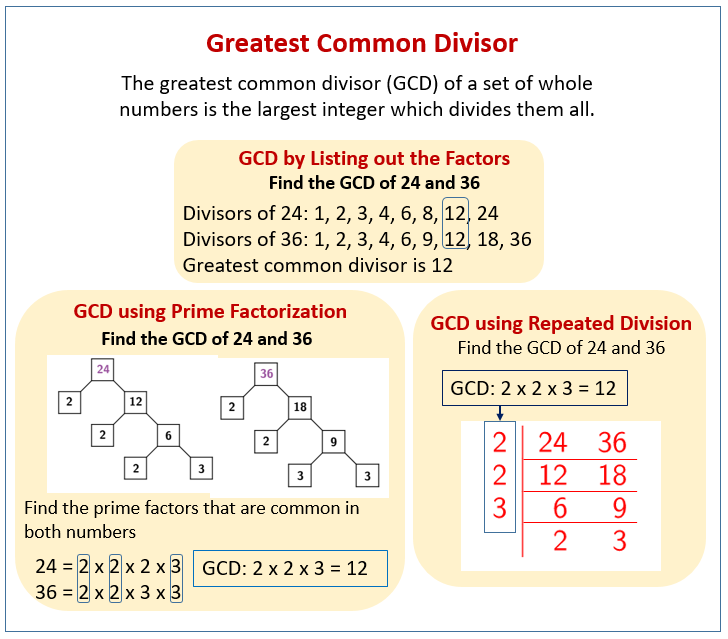 Greatest Common Divisor
The greatest common divisor (GCD) of a set of whole
numbers is the largest integer which divides them all.
GCD by Listing out the Factors
Find the GCD of 24 and 36
Divisors of 24: 1, 2, 3, 4, 6, 8, 12, 24
Divisors of 36: 1, 2, 3, 4, 6, 9, 12, 18, 36
Greatest common divisor is 12
GCD using Prime Factorization
Find the GCD of 24 and 36
24
2 12
2 6
2 3
36
2 18
2 9
3 3
Find the prime factors that are common in
both numbers
24 = 2 x 2 x 2 x 3
36 = 2 x 2 x 3 x 3
GCD: 2 x 2 x 3 = 12
GCD using Repeated Division
Find the GCD of 24 and 36
GCD: 2 x 2 x 3 = 12
2 24 36
2 12 18
3 6 9
2 3